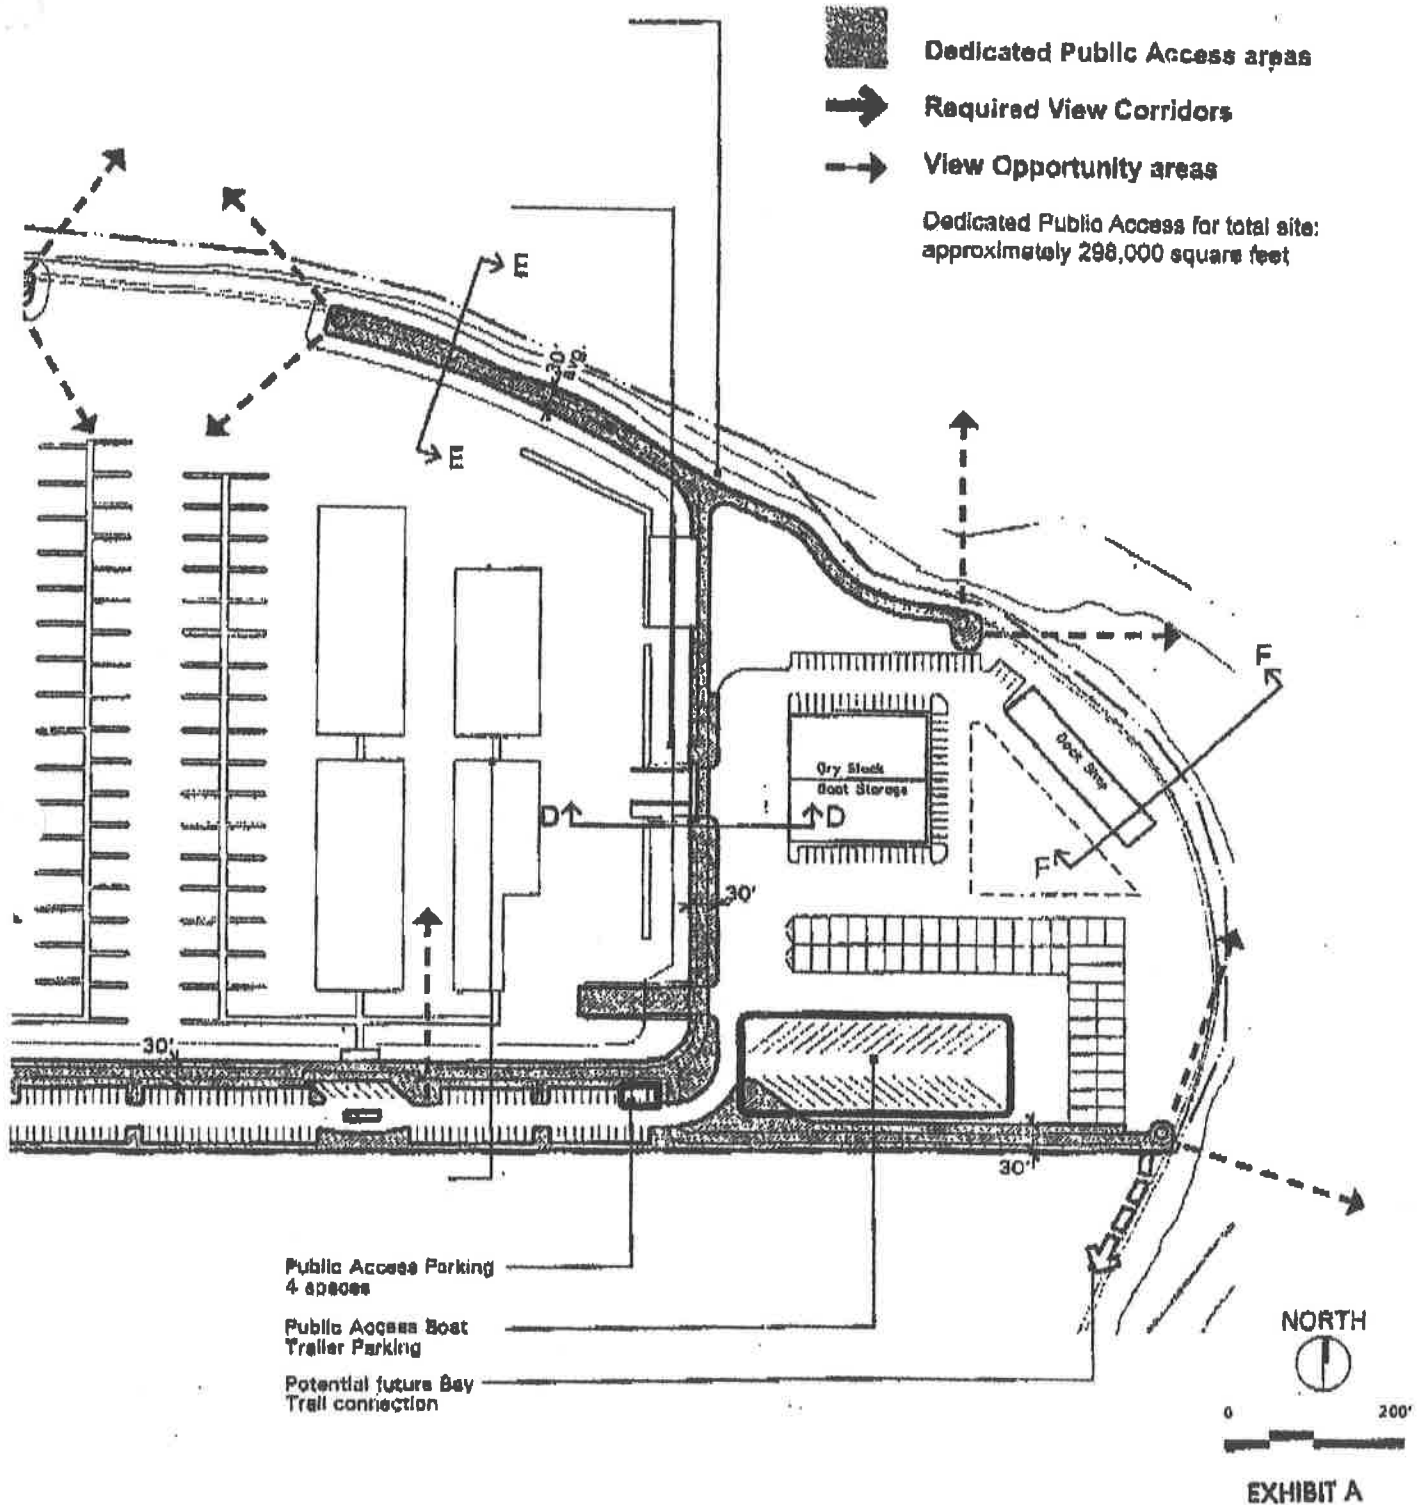 Dedicated Public Access areas
Required View Corridors
View Opportunity areas
Dedicated Public Access for total site:
approximately 298,000 square feet
E
30'
avg.
E
F
Dock Shop
Dry Stack
Boat Storage
D
D
F
30'
30'
30'
Public Access Parking
4 spaces
Public Access Boat
Trailer Parking
Potential future Bay
Trail connection
NORTH
0 200'
EXHIBIT A